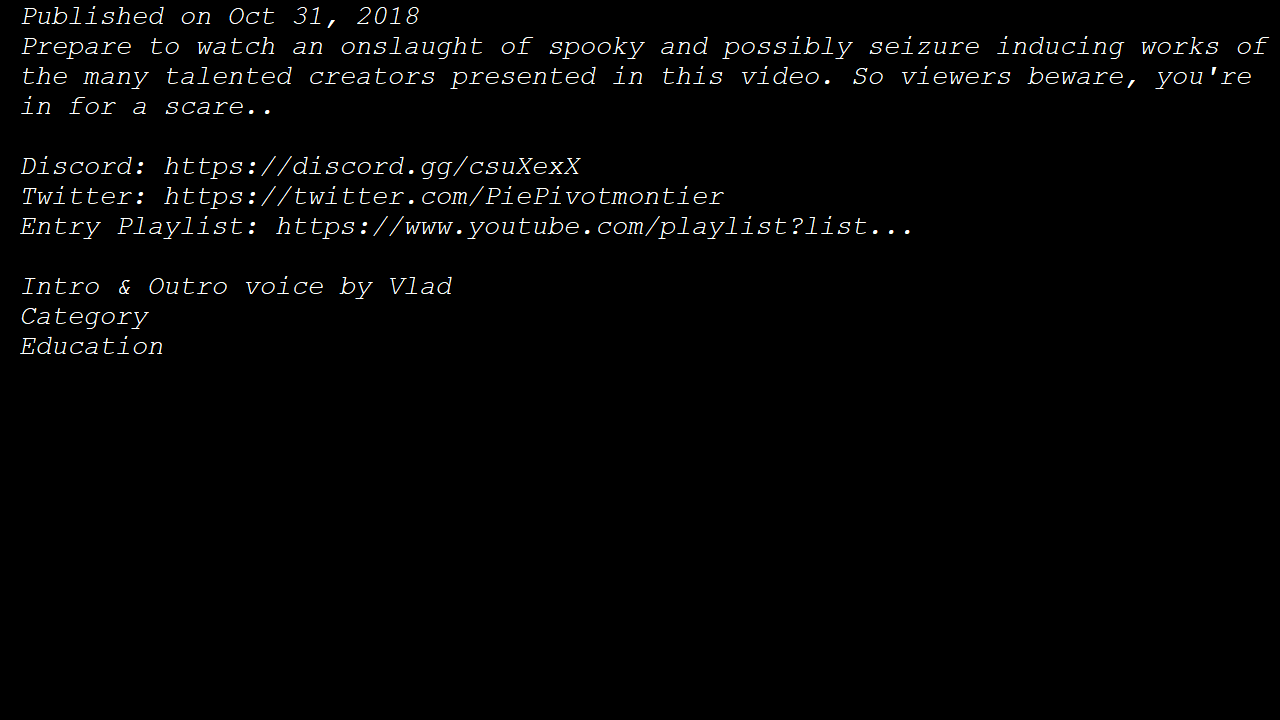 Published on Oct 31, 2018
Prepare to watch an onslaught of spooky and possibly seizure inducing works of
the many talented creators presented in this video. So viewers beware, you're
in for a scare..
Discord: https://discord.gg/csuXexX
Twitter: https://twitter.com/PiePivotmontier
Entry Playlist: https://www.youtube.com/playlist?list...
Intro & Outro voice by Vlad
Category
Education